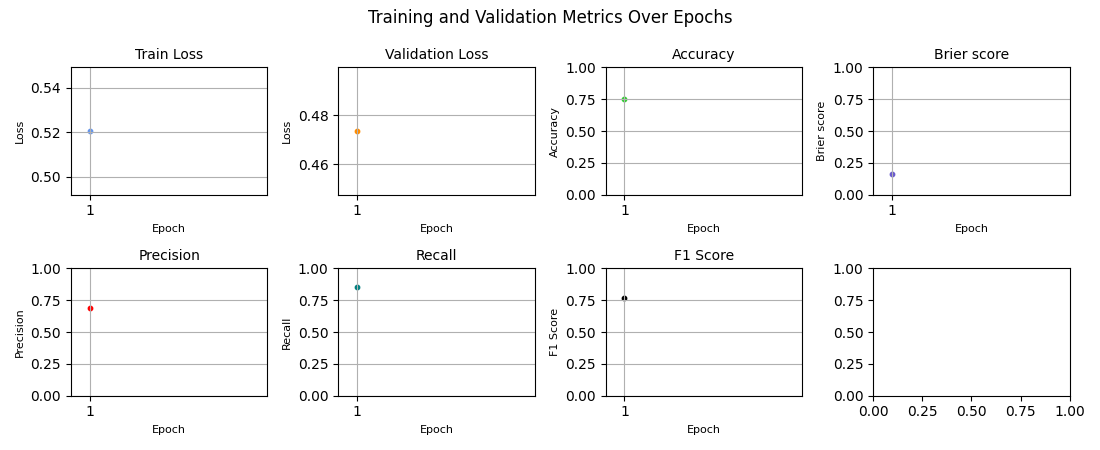 Training and Validation Metrics Over Epochs
Train Loss
Loss
0.54
0.52
0.50
1
Epoch
Validation Loss
Loss
0.48
0.46
1
Epoch
Accuracy
Accuracy
1.00
0.75
0.50
0.25
0.00
1
Epoch
Brier score
Brier score
1.00
0.75
0.50
0.25
0.00
1
Epoch
Precision
Precision
1.00
0.75
0.50
0.25
0.00
1
Epoch
Recall
Recall
1.00
0.75
0.50
0.25
0.00
1
Epoch
F1 Score
F1 Score
1.00
0.75
0.50
0.25
0.00
1
Epoch
1.00
0.75
0.50
0.25
0.00
0.00 0.25 0.50 0.75 1.00